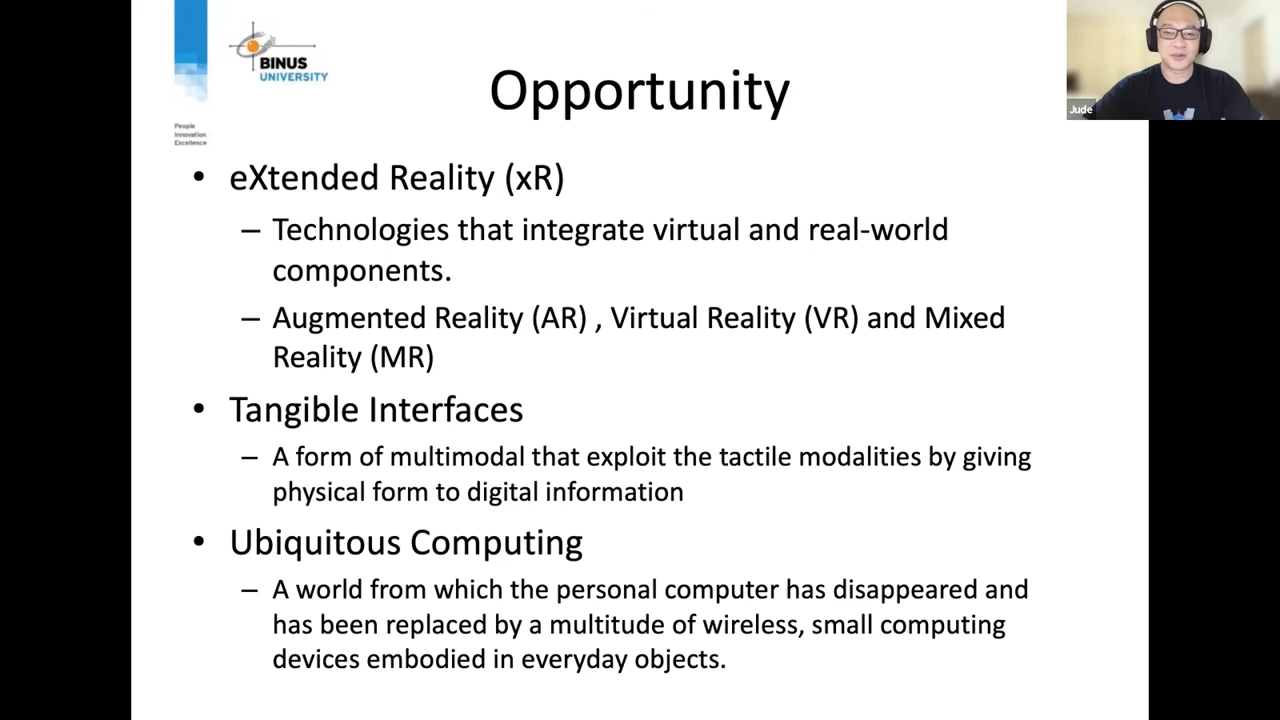 BINUS
UNIVERSITY
People
Innovation
Excellence
Opportunity
Jude
• eXtended Reality (xR)
– Technologies that integrate virtual and real-world
components.
– Augmented Reality (AR) , Virtual Reality (VR) and Mixed
Reality (MR)
• Tangible Interfaces
– A form of multimodal that exploit the tactile modalities by giving
physical form to digital information
• Ubiquitous Computing
– A world from which the personal computer has disappeared and
has been replaced by a multitude of wireless, small computing
devices embodied in everyday objects.